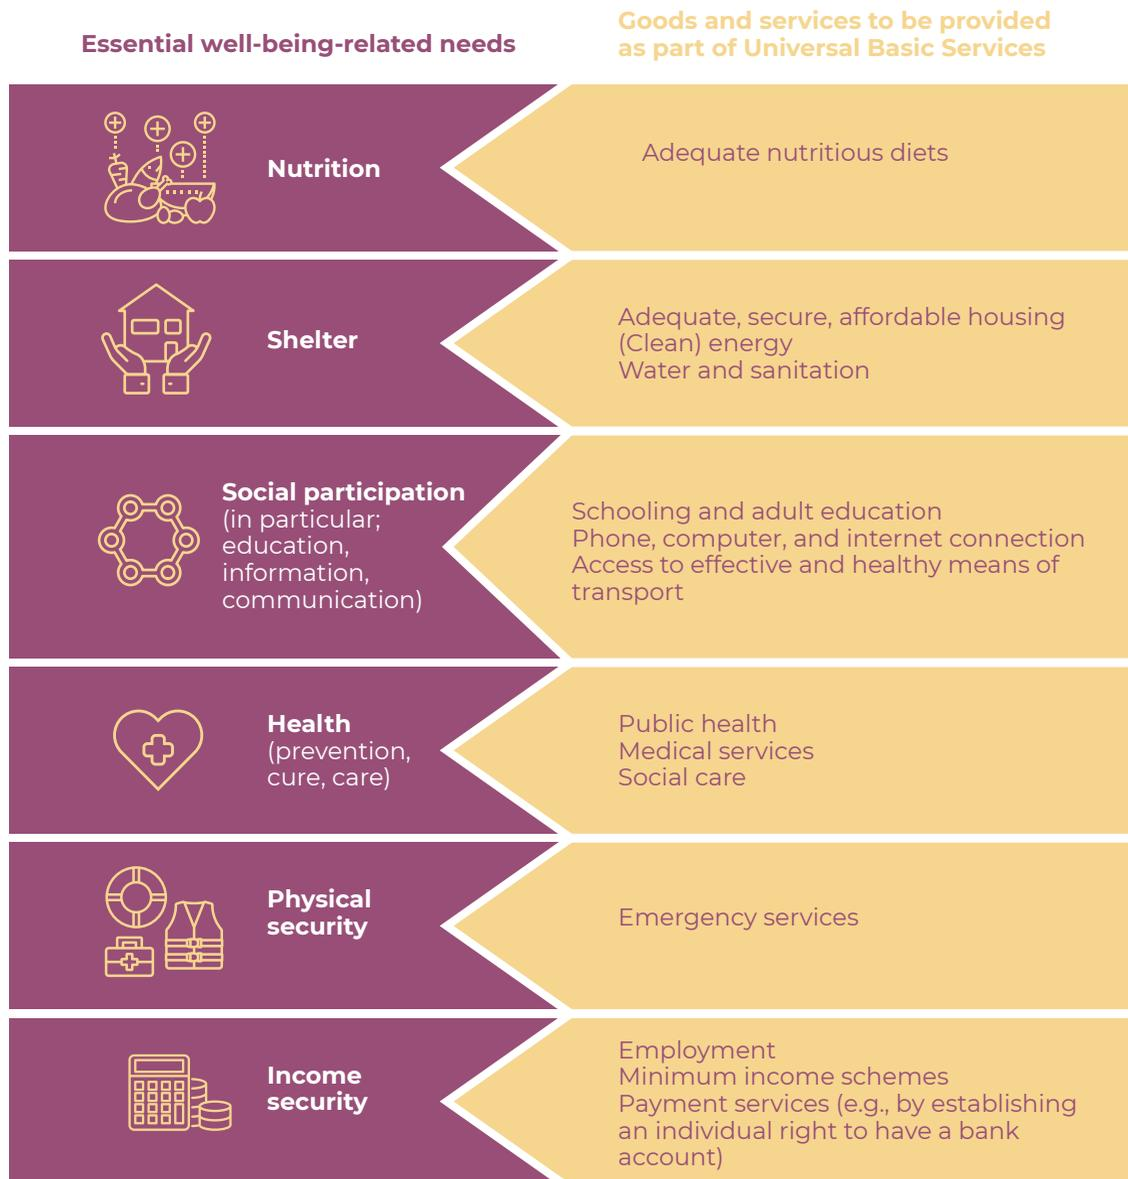 Essential well-being-related needs
Goods and services to be provided
as part of Universal Basic Services
Nutrition
Adequate nutritious diets
Shelter
Adequate, secure, affordable housing
(Clean) energy
Water and sanitation
Social participation
(in particular;
education,
information,
communication)
Schooling and adult education
Phone, computer, and internet connection
Access to effective and healthy means of
transport
Health
(prevention,
cure, care)
Public health
Medical services
Social care
Physical
security
Emergency services
Income
security
Employment
Minimum income schemes
Payment services (e.g., by establishing
an individual right to have a bank
account)